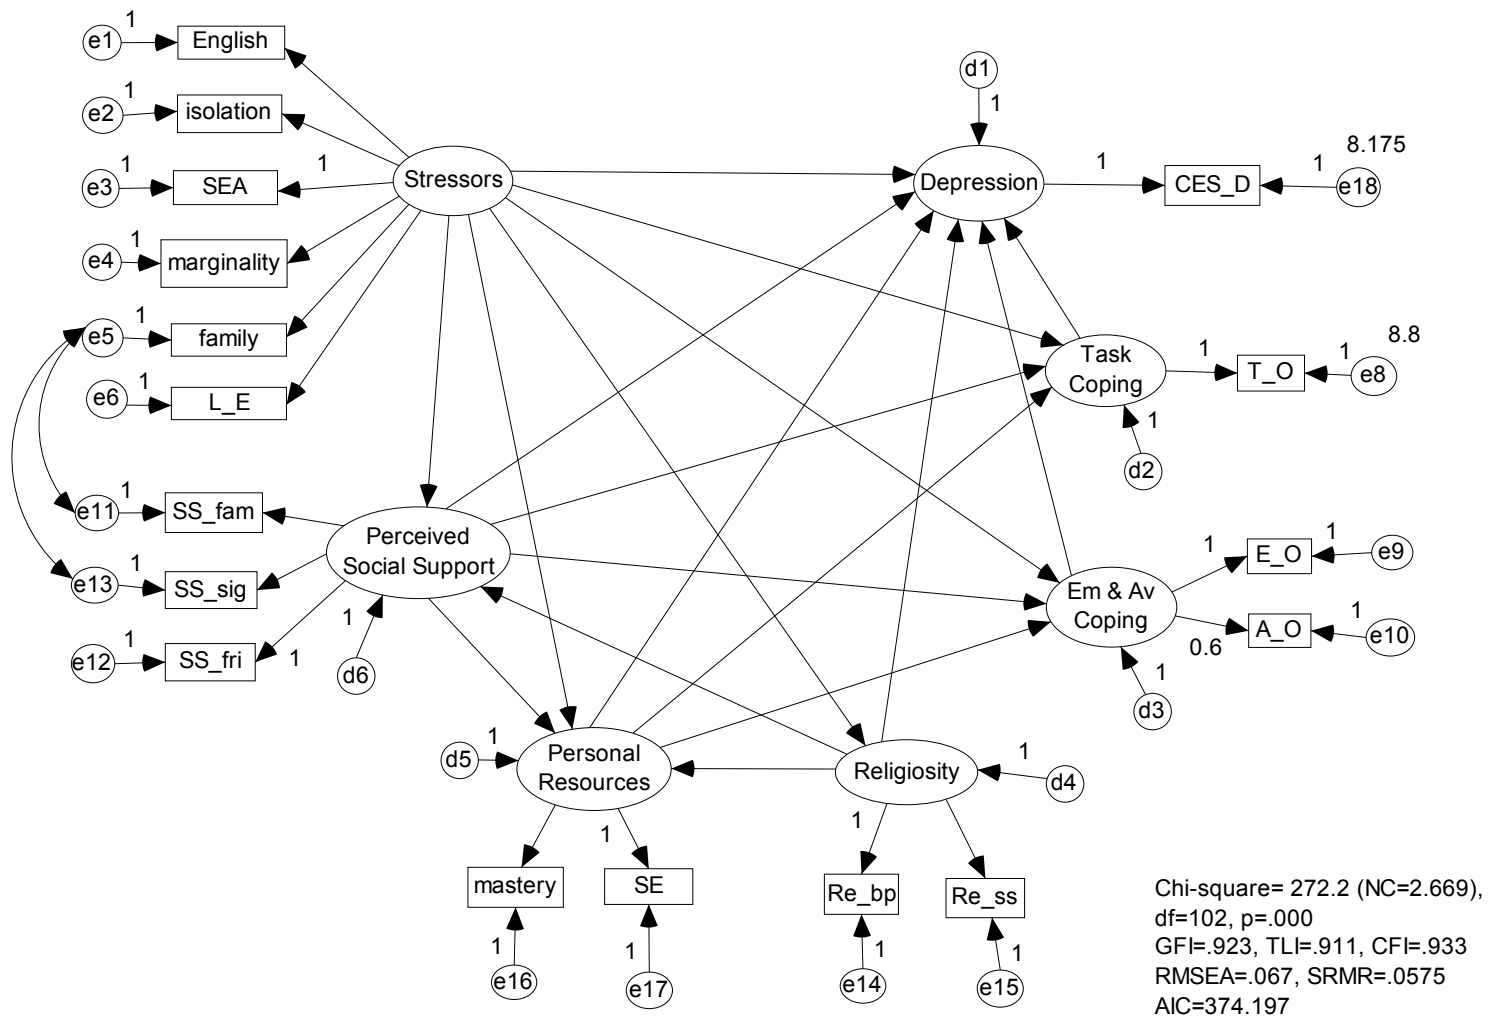 1
e1
English
d1
1
e2
1
isolation
1
8.175
e3
1
SEA
1
Stressors
Depression
1
CES_D
1
e18
e4
1
marginality
e5
1
family
Task
Coping
1
T_O
1
8.8
e8
e6
1
L_E
1
d2
e11
1
SS_fam
Perceived
Social Support
1
E_O
1
e9
e13
1
SS_sig
Em & Av
Coping
0.6
A_O
1
e10
e12
1
SS_fri
1
1
d6
1
d3
d5
1
Personal
Resources
Religiosity
1
d4
1
1
mastery
SE
Re_bp
Re_ss
1
1
1
1
e16
e17
e14
e15
Chi-square= 272.2 (NC=2.669),
df=102, p=.000
GFI=.923, TLI=.911, CFI=.933
RMSEA=.067, SRMR=.0575
AIC=374.197